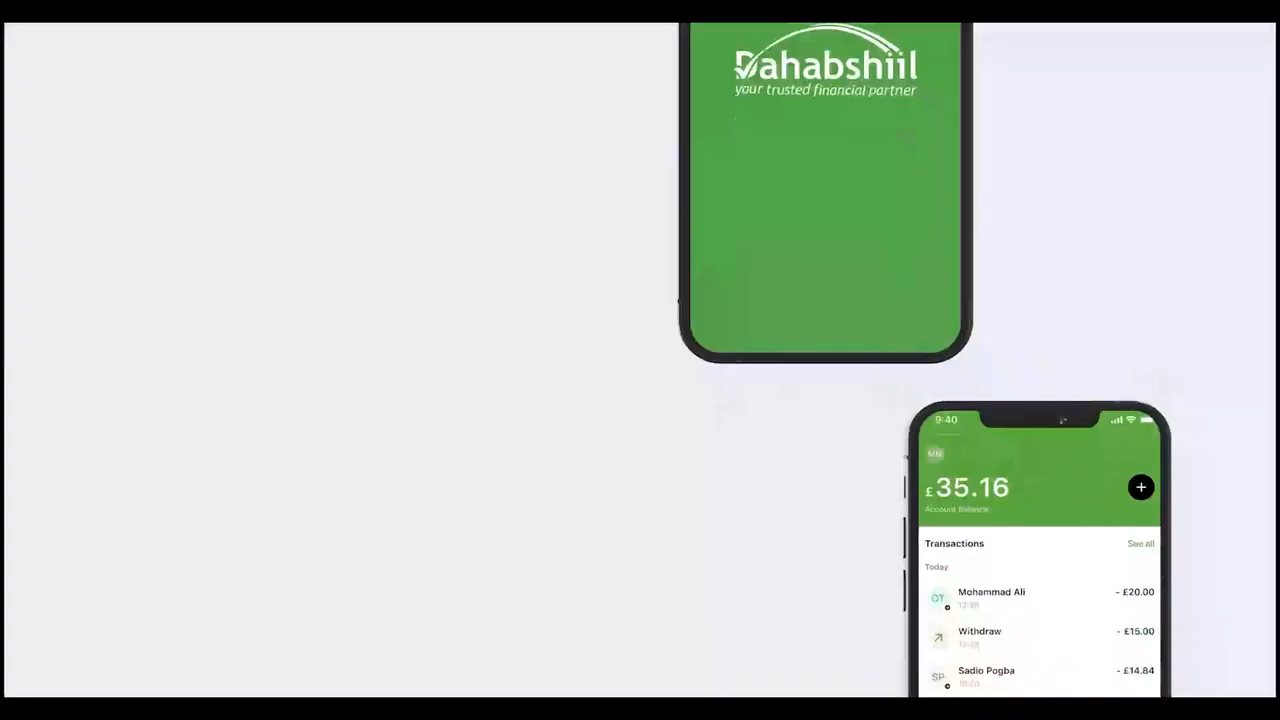 Dahabshiil
your trusted financial partner
9:40
MM
£35.16
+
Account Balance
Transactions
See all
Today
Mohammad Ali
- £20.00
Withdraw
- £15.00
Sadio Pogba
- £14.84
SP